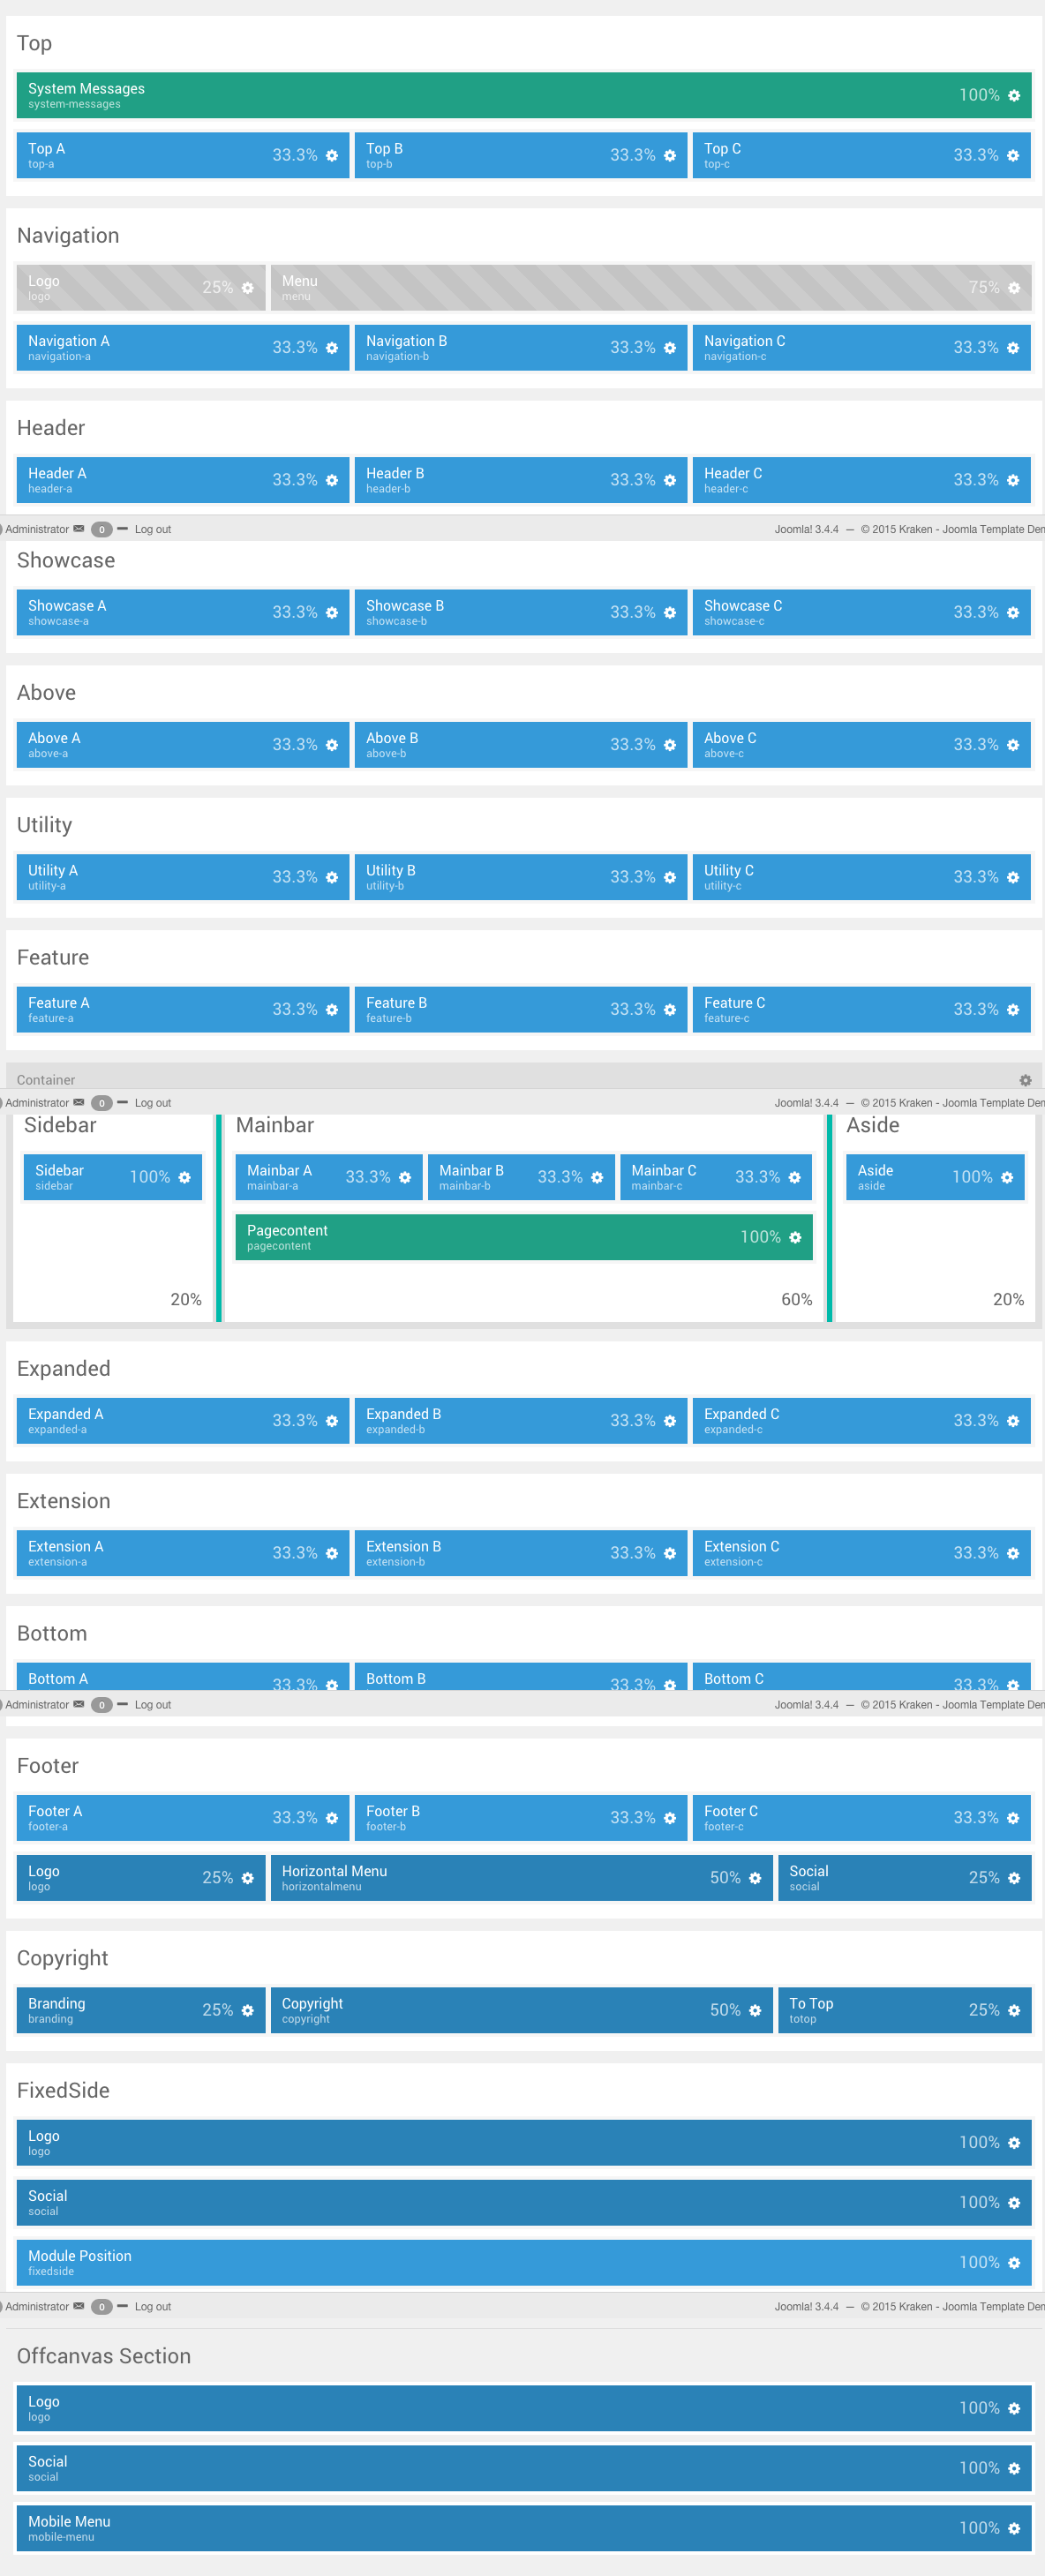 Top
System Messages 100%
system-messages
Top A 33.3% Top B 33.3% Top C 33.3%
top-a top-b top-c
Navigation
Logo 25% Menu 75%
logo menu
Navigation A 33.3% Navigation B 33.3% Navigation C 33.3%
navigation-a navigation-b navigation-c
Header
Header A 33.3% Header B 33.3% Header C 33.3%
header-a header-b header-c
Administrator 0 Log out Joomla! 3.4.4 — © 2015 Kraken - Joomla Template Den
Showcase
Showcase A 33.3% Showcase B 33.3% Showcase C 33.3%
showcase-a showcase-b showcase-c
Above
Above A 33.3% Above B 33.3% Above C 33.3%
above-a above-b above-c
Utility
Utility A 33.3% Utility B 33.3% Utility C 33.3%
utility-a utility-b utility-c
Feature
Feature A 33.3% Feature B 33.3% Feature C 33.3%
feature-a feature-b feature-c
Container
Administrator 0 Log out Joomla! 3.4.4 — © 2015 Kraken - Joomla Template Den
Sidebar Mainbar Aside
Sidebar 100% Mainbar A 33.3% Mainbar B 33.3% Mainbar C 33.3% Aside 100%
sidebar mainbar-a mainbar-b mainbar-c aside
Pagecontent 100%
pagecontent
20% 60% 20%
Expanded
Expanded A 33.3% Expanded B 33.3% Expanded C 33.3%
expanded-a expanded-b expanded-c
Extension
Extension A 33.3% Extension B 33.3% Extension C 33.3%
extension-a extension-b extension-c
Bottom
Bottom A 33.3% Bottom B 33.3% Bottom C 33.3%
Administrator 0 Log out Joomla! 3.4.4 — © 2015 Kraken - Joomla Template Den
Footer
Footer A 33.3% Footer B 33.3% Footer C 33.3%
footer-a footer-b footer-c
Logo 25% Horizontal Menu 50% Social 25%
logo horizontalmenu social
Copyright
Branding 25% Copyright 50% To Top 25%
branding copyright totop
FixedSide
Logo 100%
logo
Social 100%
social
Module Position 100%
fixedside
Administrator 0 Log out Joomla! 3.4.4 — © 2015 Kraken - Joomla Template Den
Offcanvas Section
Logo 100%
logo
Social 100%
social
Mobile Menu 100%
mobile-menu